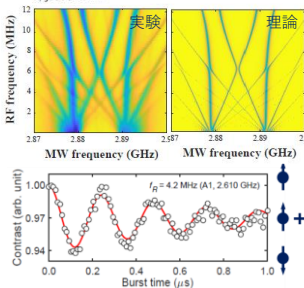 実験
理論
RF frequency (MHz)
12
10
8
6
4
2
2.87 2.88 2.89 2.87 2.88 2.89
MW frequency (GHz) MW frequency (GHz)
Contrast (arb. unit)
1.00
0.97
0.94
f_R = 4.2 MHz (A1, 2.610 GHz)
+
0.0 0.2 0.4 0.6 0.8 1.0
Burst time (μs)